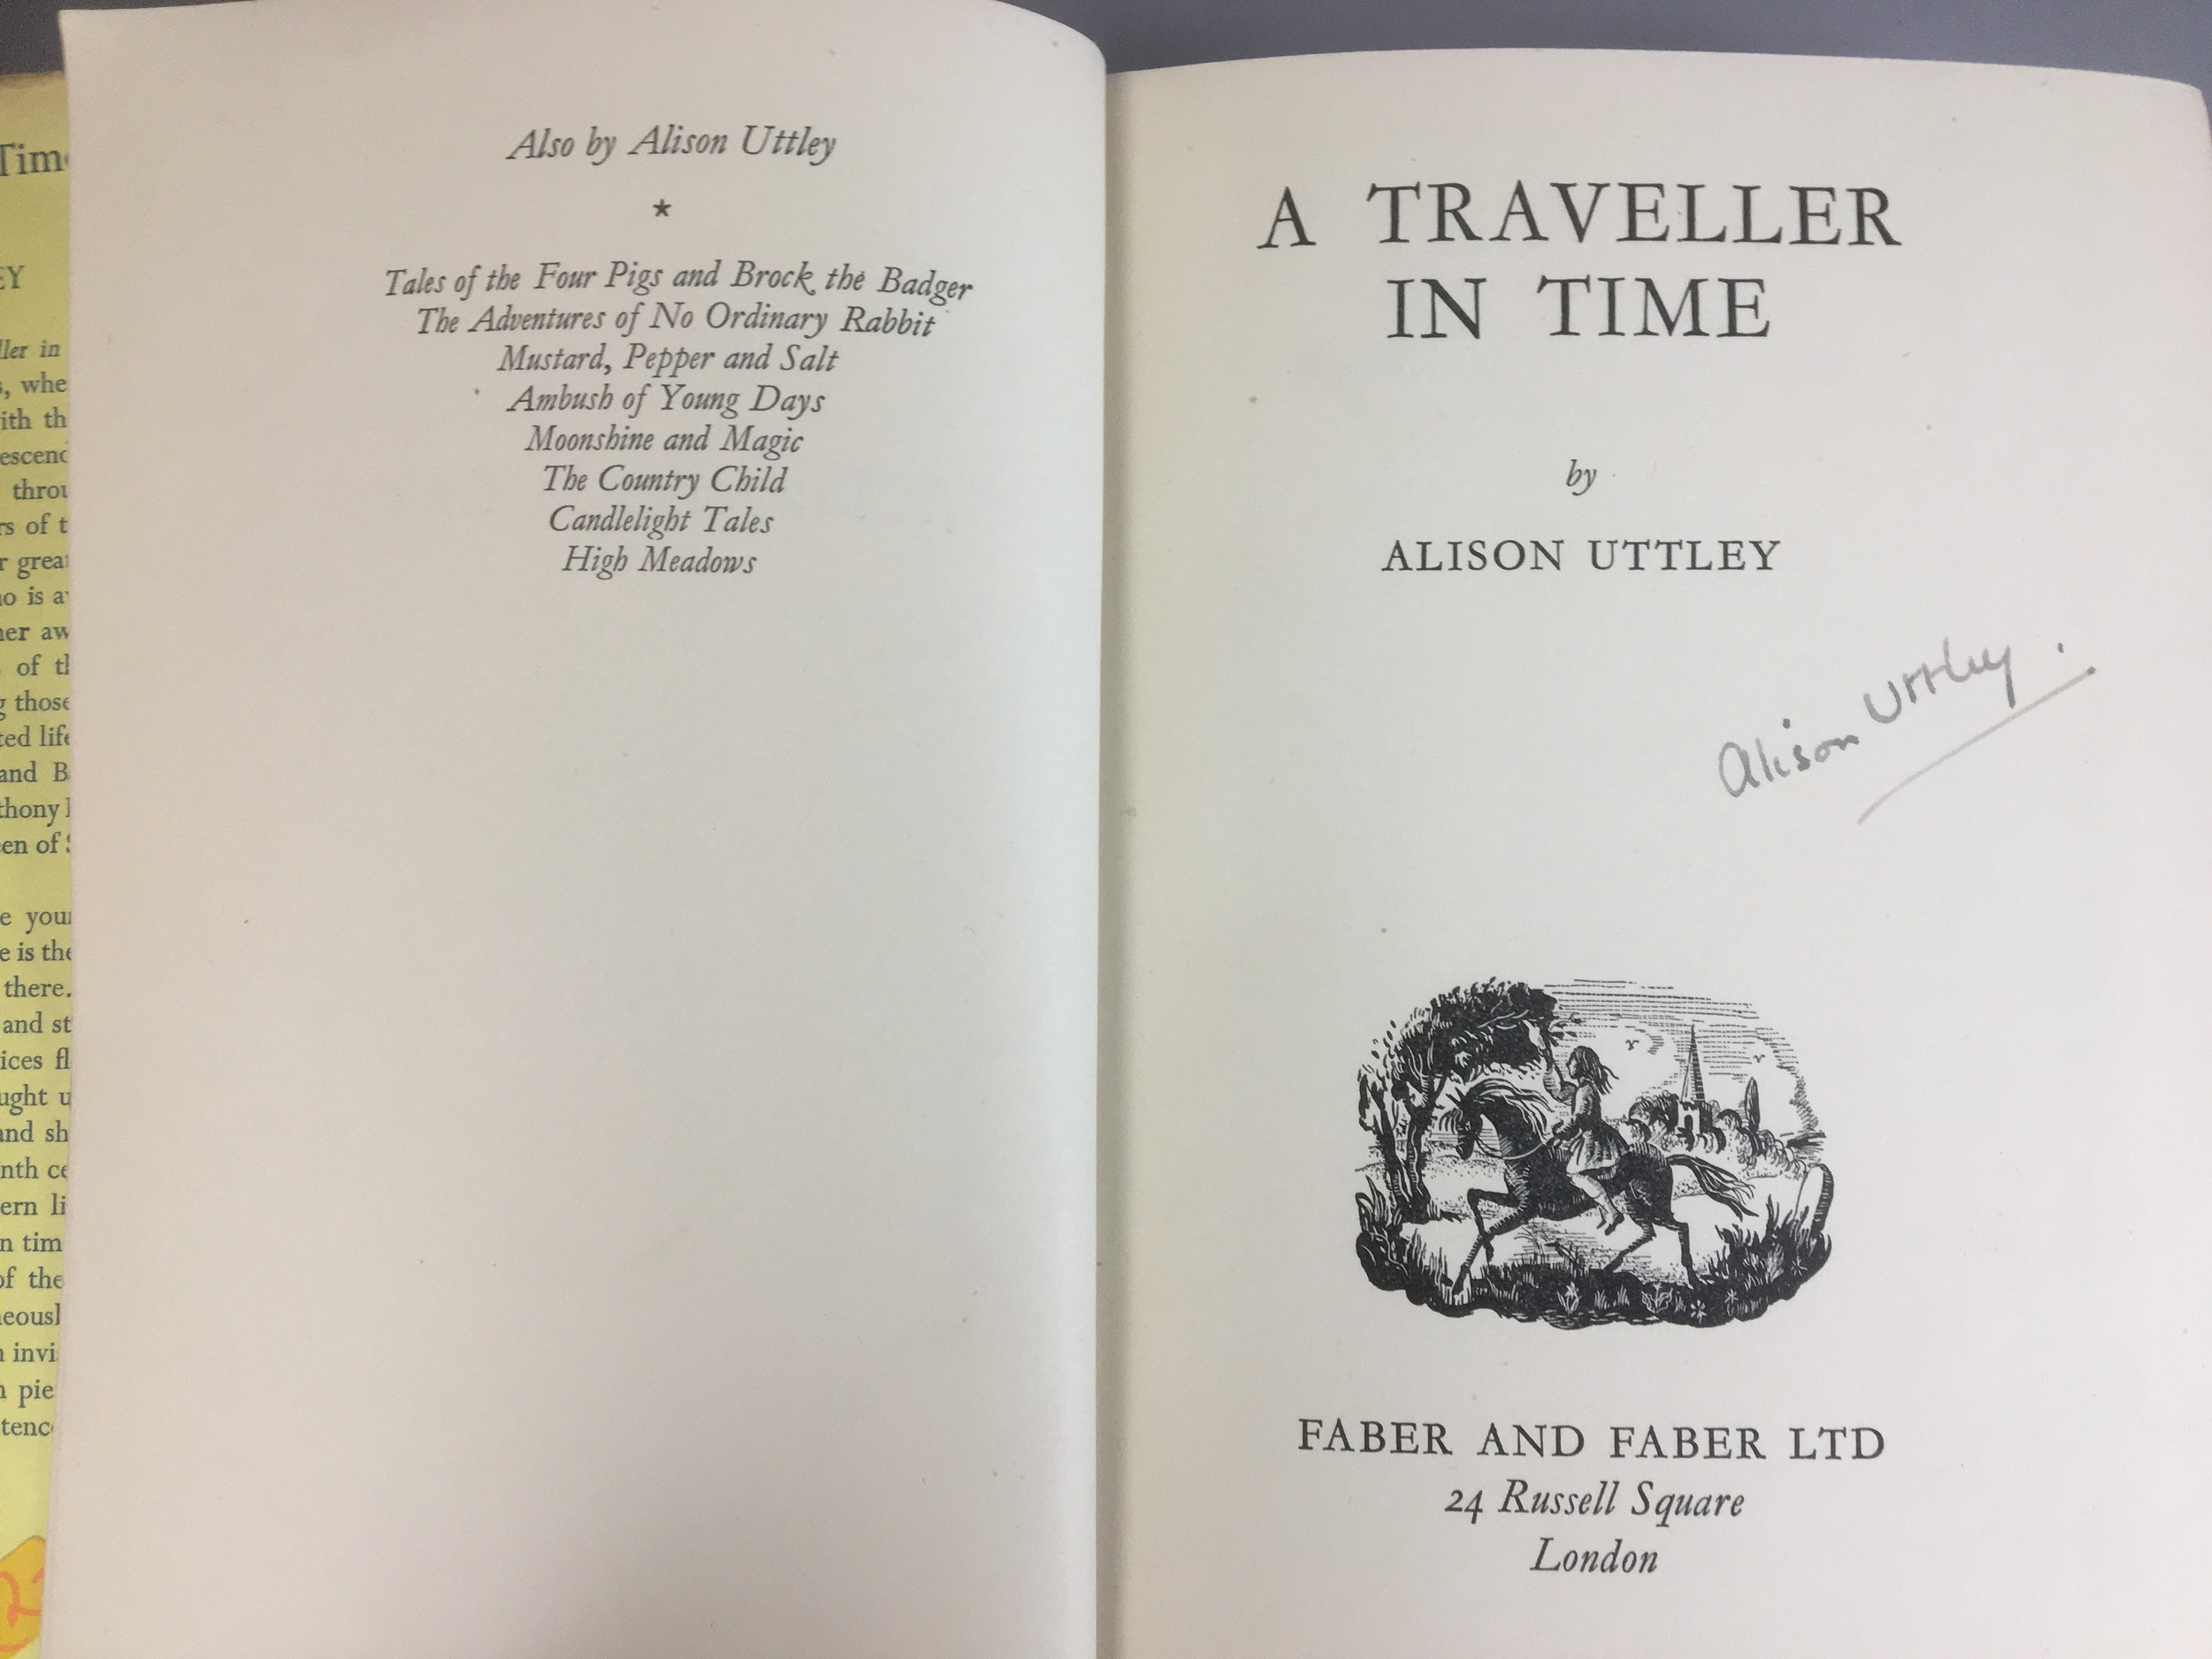 Also by Alison Uttley
★
Tales of the Four Pigs and Brock the Badger
The Adventures of No Ordinary Rabbit
Mustard, Pepper and Salt
Ambush of Young Days
Moonshine and Magic
The Country Child
Candlelight Tales
High Meadows
A TRAVELLER
IN TIME
by
ALISON UTTLEY
Alison Uttley.
FABER AND FABER LTD
24 Russell Square
London